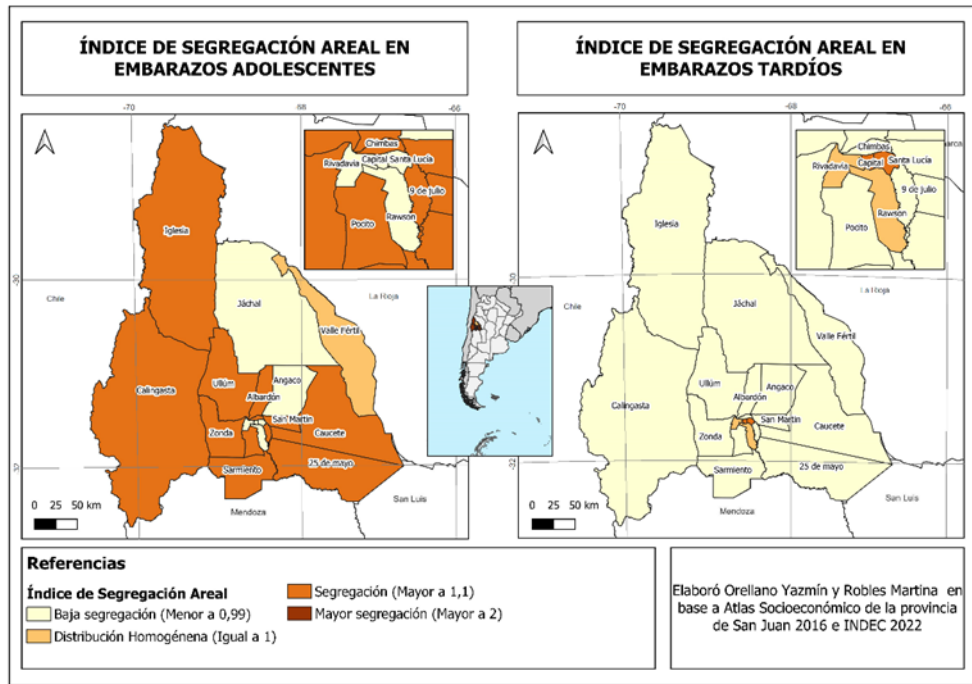 ÍNDICE DE SEGREGACIÓN AREAL EN
EMBARAZOS ADOLESCENTES
ÍNDICE DE SEGREGACIÓN AREAL EN
EMBARAZOS TARDÍOS
-70
-68
-66
Chimbas
Rivadavia
Capital
Santa Lucía
9 de julio
Rawson
Pocito
Iglesia
-30
Chile
La Rioja
Jáchal
Valle Fértil
Calingasta
Ullúm
Angaco
Albardón
San Martín
Zonda
Caucete
25 de mayo
-32
Sarmiento
San Luis
Mendoza
0 25 50 km
-70
-68
-66
Chimbas
Rivadavia
Capital
Santa Lucía
9 de julio
Rawson
Pocito
Iglesia
-30
Chile
La Rioja
Jáchal
Valle Fértil
Ullúm
Angaco
Albardón
Calingasta
San Martín
Zonda
Caucete
25 de mayo
-32
Sarmiento
San Luis
Mendoza
0 25 50 km
Referencias
Índice de Segregación Areal
Baja segregación (Menor a 0,99)
Distribución Homogénena (Igual a 1)
Segregación (Mayor a 1,1)
Mayor segregación (Mayor a 2)
Elaboró Orellano Yazmín y Robles Martina en
base a Atlas Socioeconómico de la provincia
de San Juan 2016 e INDEC 2022